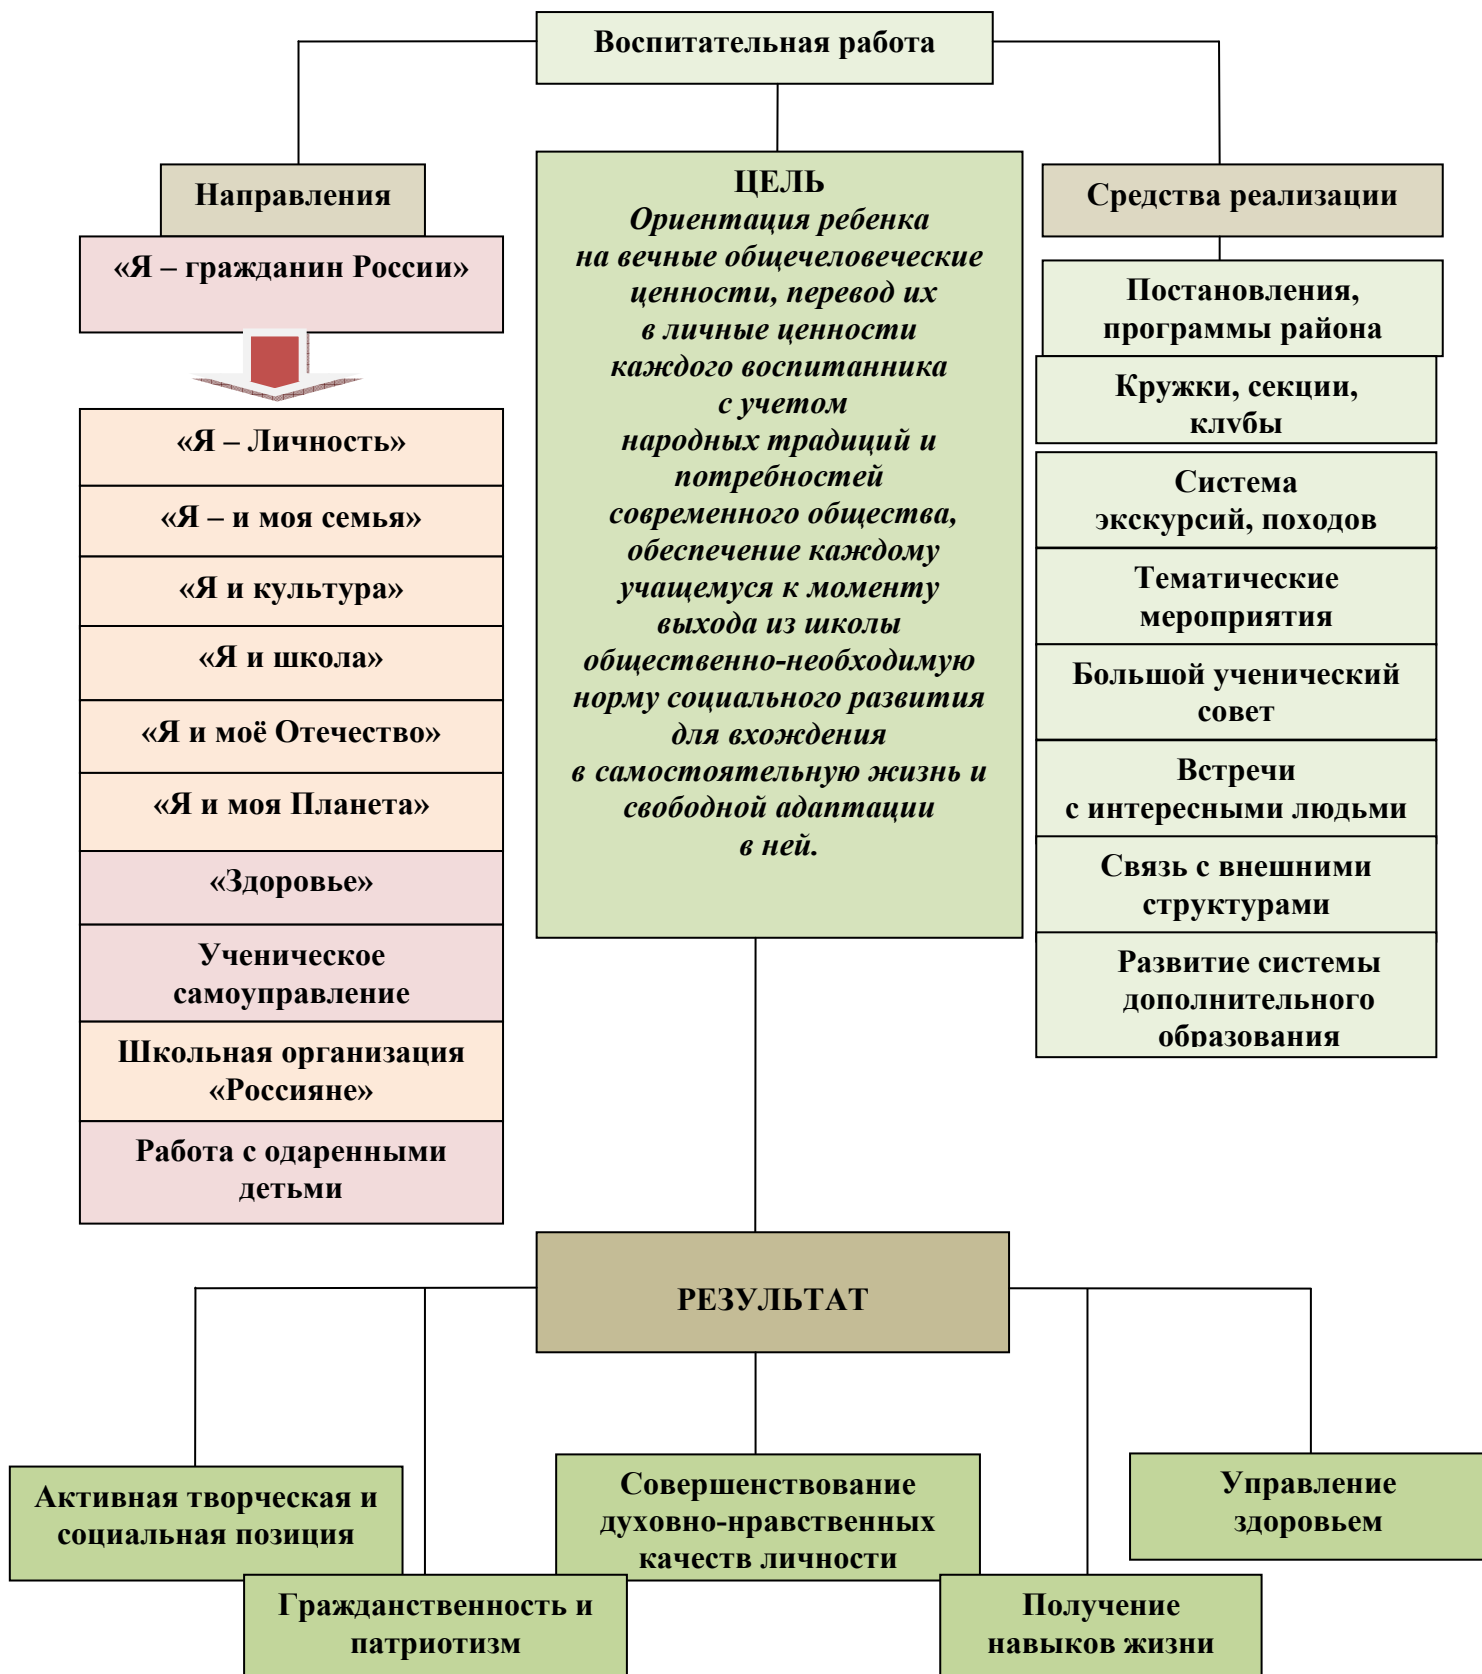 Воспитательная работа
Направления
«Я – гражданин России»
«Я – Личность»
«Я – и моя семья»
«Я и культура»
«Я и школа»
«Я и моё Отечество»
«Я и моя Планета»
«Здоровье»
Ученическое
самоуправление
Школьная организация
«Россияне»
Работа с одаренными
детьми
ЦЕЛЬ
Ориентация ребенка
на вечные общечеловеческие
ценности, перевод их
в личные ценности
каждого воспитанника
с учетом
народных традиций и
потребностей
современного общества,
обеспечение каждому
учащемуся к моменту
выхода из школы
общественно-необходимую
норму социального развития
для вхождения
в самостоятельную жизнь и
свободной адаптации
в ней.
Средства реализации
Постановления,
программы района
Кружки, секции,
клубы
Система
экскурсий, походов
Тематические
мероприятия
Большой ученический
совет
Встречи
с интересными людьми
Связь с внешними
структурами
Развитие системы
дополнительного
образования
РЕЗУЛЬТАТ
Активная творческая и
социальная позиция
Гражданственность и
патриотизм
Совершенствование
духовно-нравственных
качеств личности
Получение
навыков жизни
Управление
здоровьем